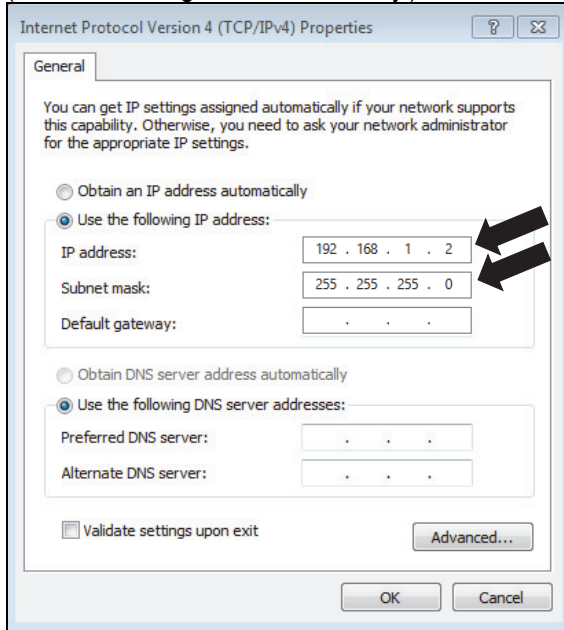 Internet Protocol Version 4 (TCP/IPv4) Properties
General
You can get IP settings assigned automatically if your network supports
this capability. Otherwise, you need to ask your network administrator
for the appropriate IP settings.
Obtain an IP address automatically
Use the following IP address:
IP address: 192 . 168 . 1 . 2
Subnet mask: 255 . 255 . 255 . 0
Default gateway: . . .
Obtain DNS server address automatically
Use the following DNS server addresses:
Preferred DNS server: . . .
Alternate DNS server: . . .
Validate settings upon exit
Advanced...
OK Cancel